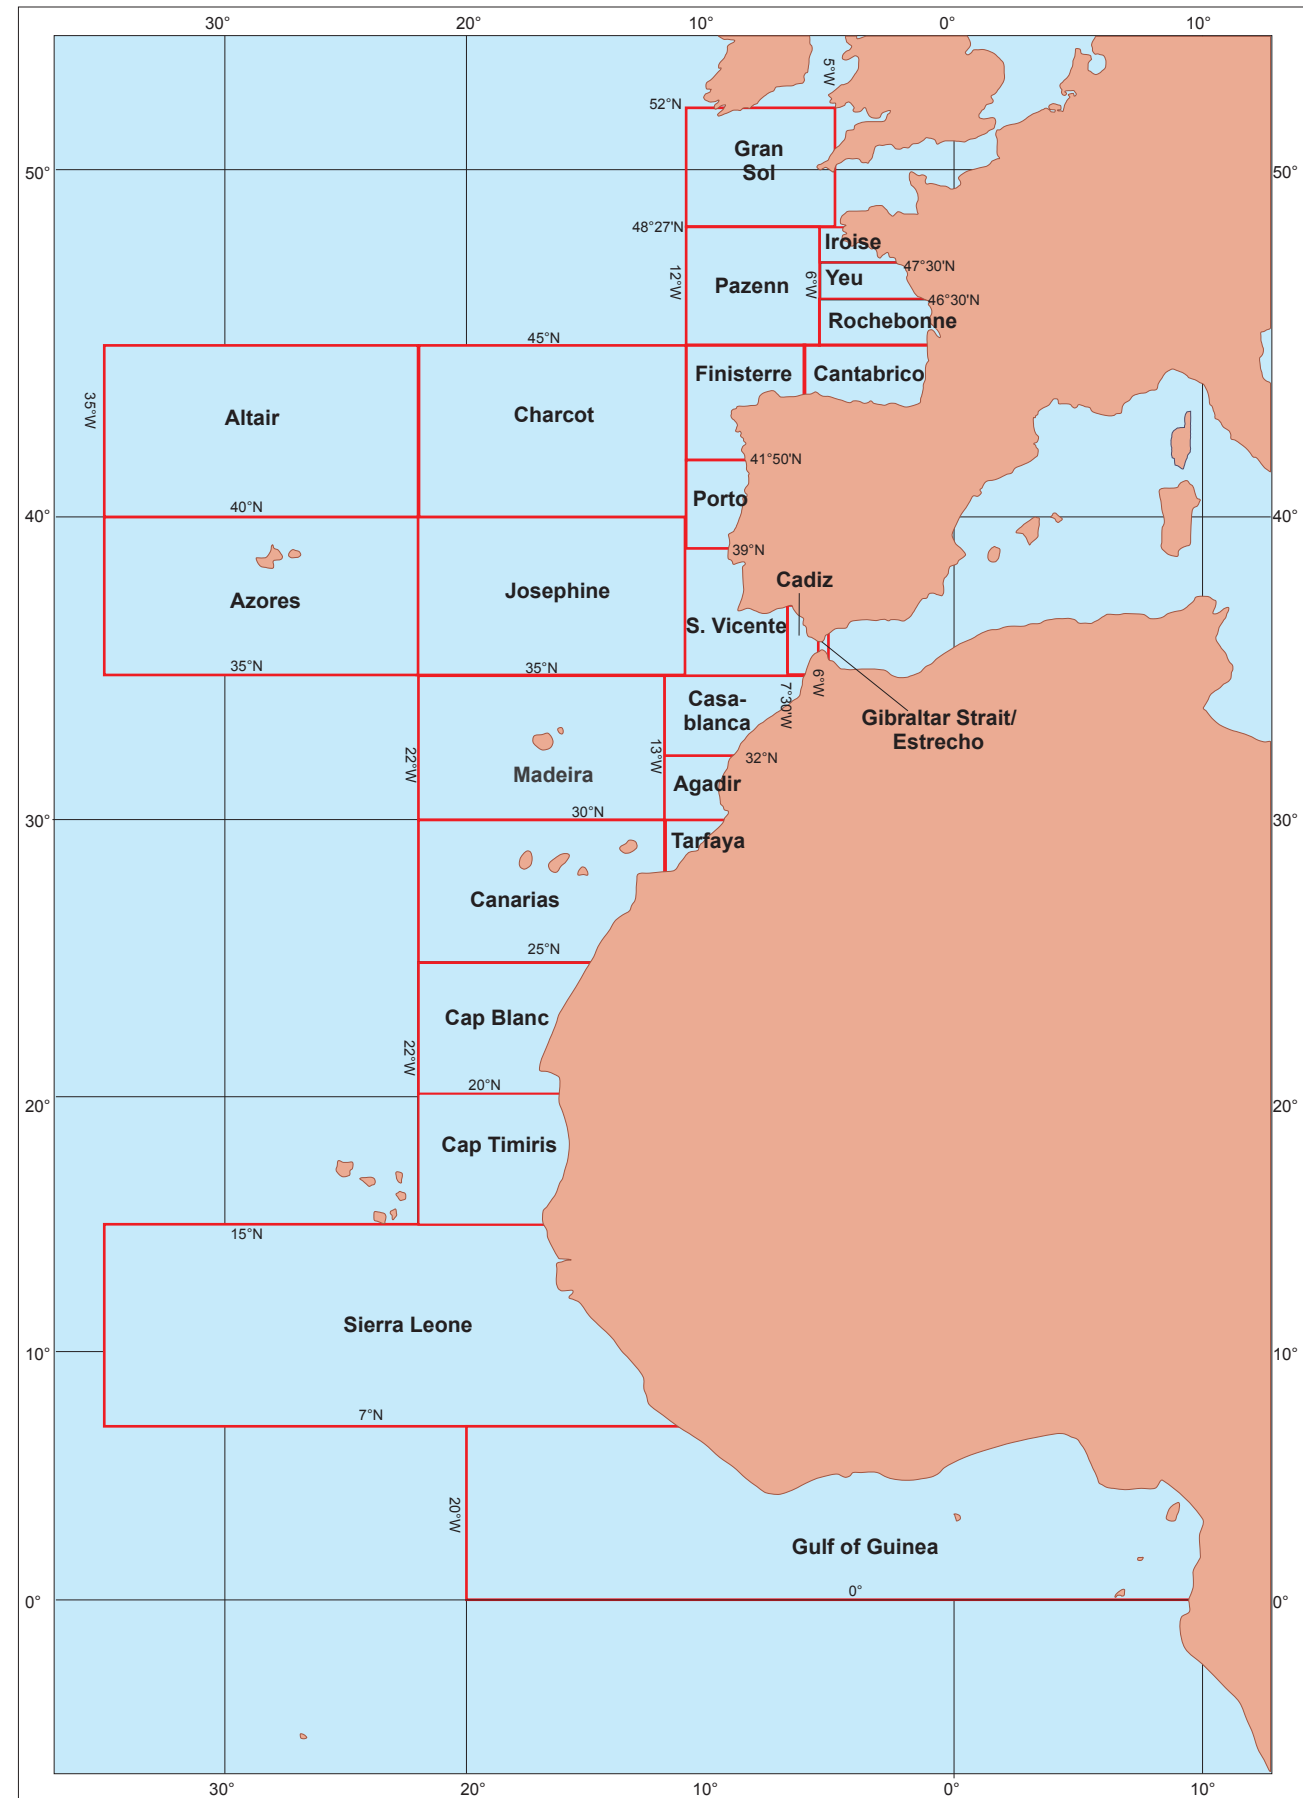 30°
20°
10°
0°
10°
5°W
52°N
Gran
Sol
50°
50°
48°27'N
Iroise
47°30'N
12°W
Pazenn
6°W
Yeu
46°30'N
Rochebonne
45°N
Finisterre
Cantabrico
35°W
Altair
Charcot
41°50'N
Porto
40°N
40°
40°
39°N
Cadiz
Azores
Josephine
S. Vicente
35°N
35°N
6°W
7°30'W
Casa-
blanca
Gibraltar Strait/
Estrecho
22°W
13°W
32°N
Madeira
Agadir
30°N
30°
30°
Tarfaya
Canarias
25°N
Cap Blanc
22°W
20°N
20°
20°
Cap Timiris
15°N
Sierra Leone
10°
10°
7°N
20°W
Gulf of Guinea
0°
0°
0°
30°
20°
10°
0°
10°